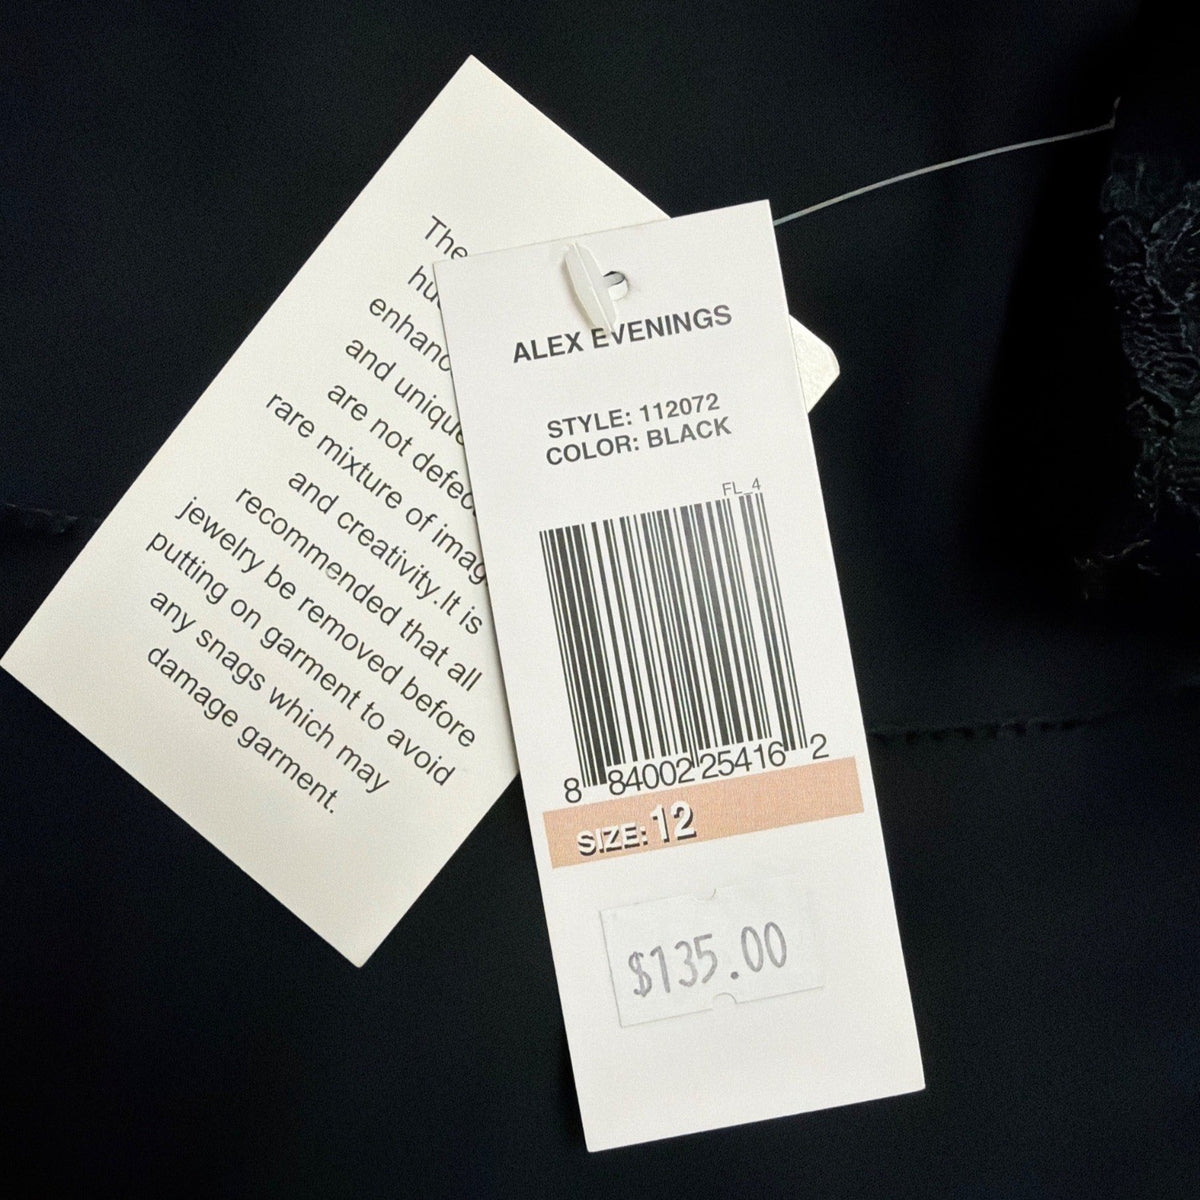 The
enhanc
and unique
are not defec
rare mixture of imag
and creativity.It is
recommended that all
jewelry be removed before
putting on garment to avoid
any snags which may
damage garment.
ALEX EVENINGS
STYLE: 112072
COLOR: BLACK
FL_4
8 84002 25416 2
SIZE: 12
$135.00